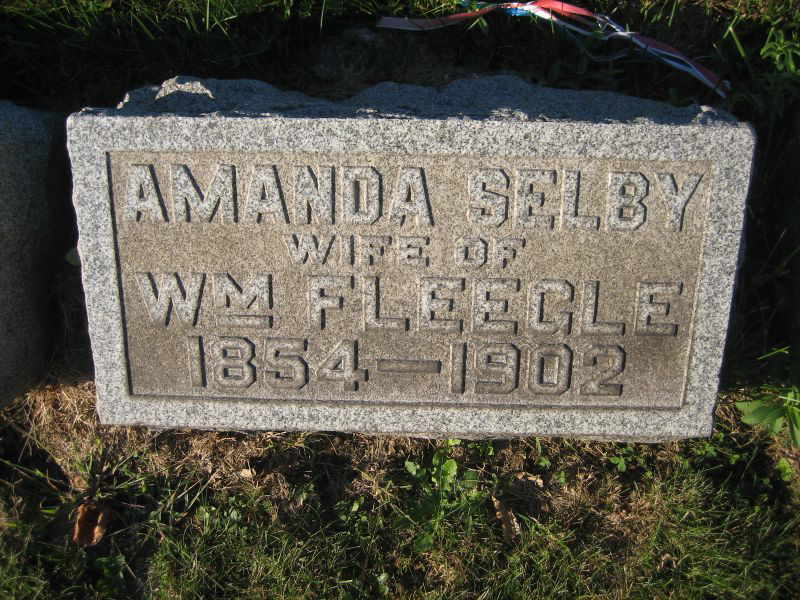 AMANDA SELBY
WIFE OF
WM FLEEGLE
1854—1902